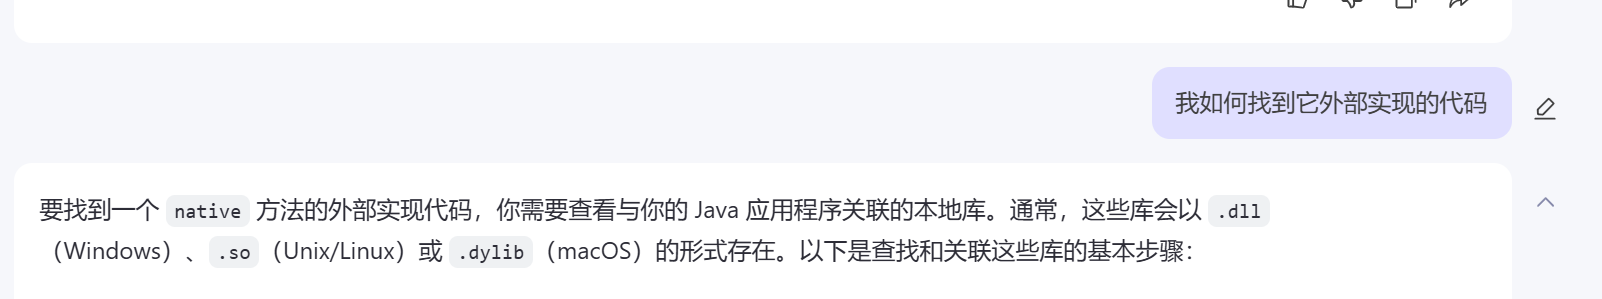 我如何找到它外部实现的代码
要找到一个 native 方法的外部实现代码，你需要查看与你的 Java 应用程序关联的本地库。通常，这些库会以 .dll
（Windows）、.so（Unix/Linux）或 .dylib（macOS）的形式存在。以下是查找和关联这些库的基本步骤：